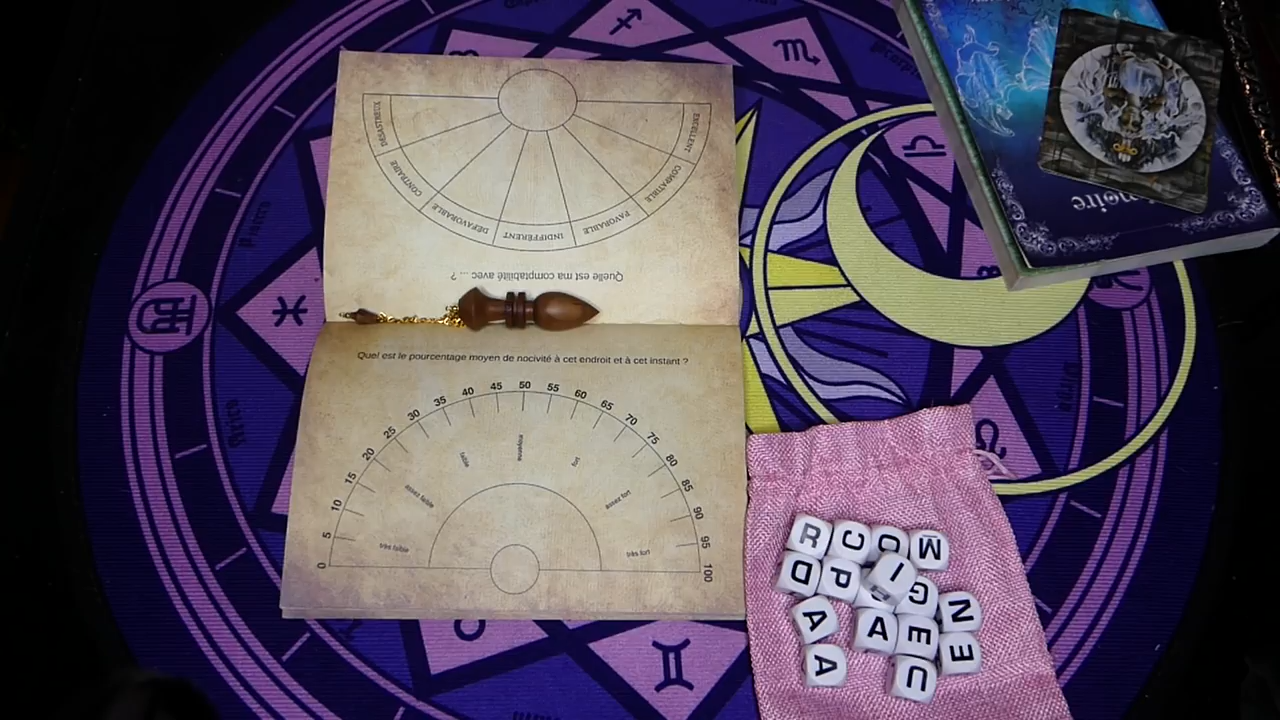 DÉSASTREUX
CONTRAIRE
DÉFAVORABLE
INDIFFÉRENT
FAVORABLE
COMPATIBLE
EXCELLENT
Quelle est ma comptabilité avec ... ?
Quel est le pourcentage moyen de nocivité à cet endroit et à cet instant ?
0 5 10 15 20 25 30 35 40 45 50 55 60 65 70 75 80 85 90 95 100
très faible
assez faible
faible
moyenne
fort
assez fort
très fort
R C O M
D P I G
A A E N
A U E